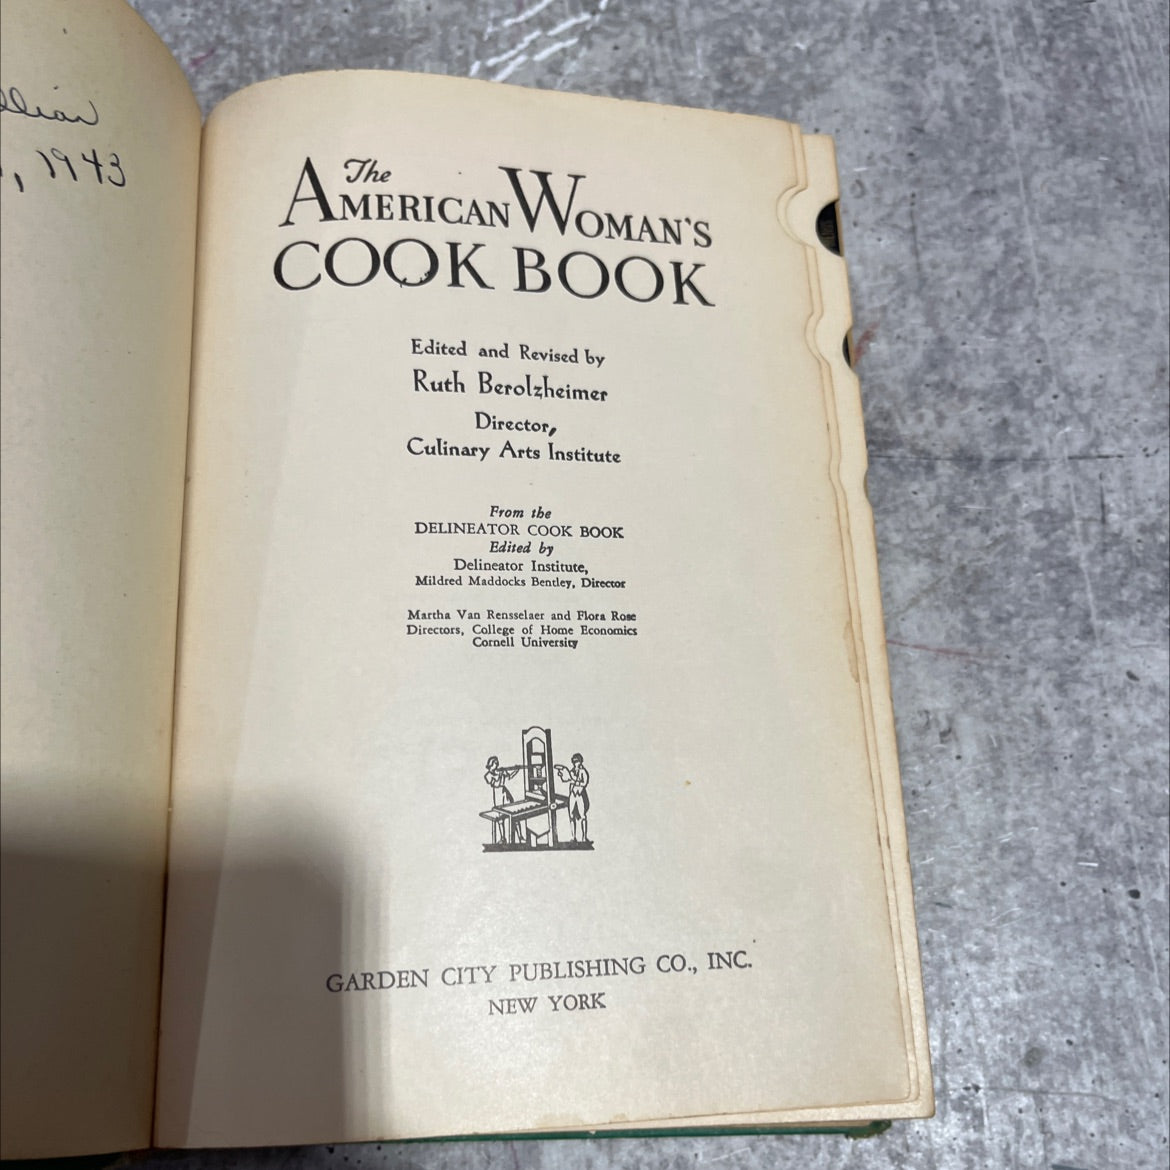 1943
The
AMERICAN WOMAN'S
COOK BOOK
Edited and Revised by
Ruth Berolzheimer
Director,
Culinary Arts Institute
From the
DELINEATOR COOK BOOK
Edited by
Delineator Institute,
Mildred Maddocks Bentley, Director
Martha Van Rensselaer and Flora Rose
Directors, College of Home Economics
Cornell University
GARDEN CITY PUBLISHING CO., INC.
NEW YORK